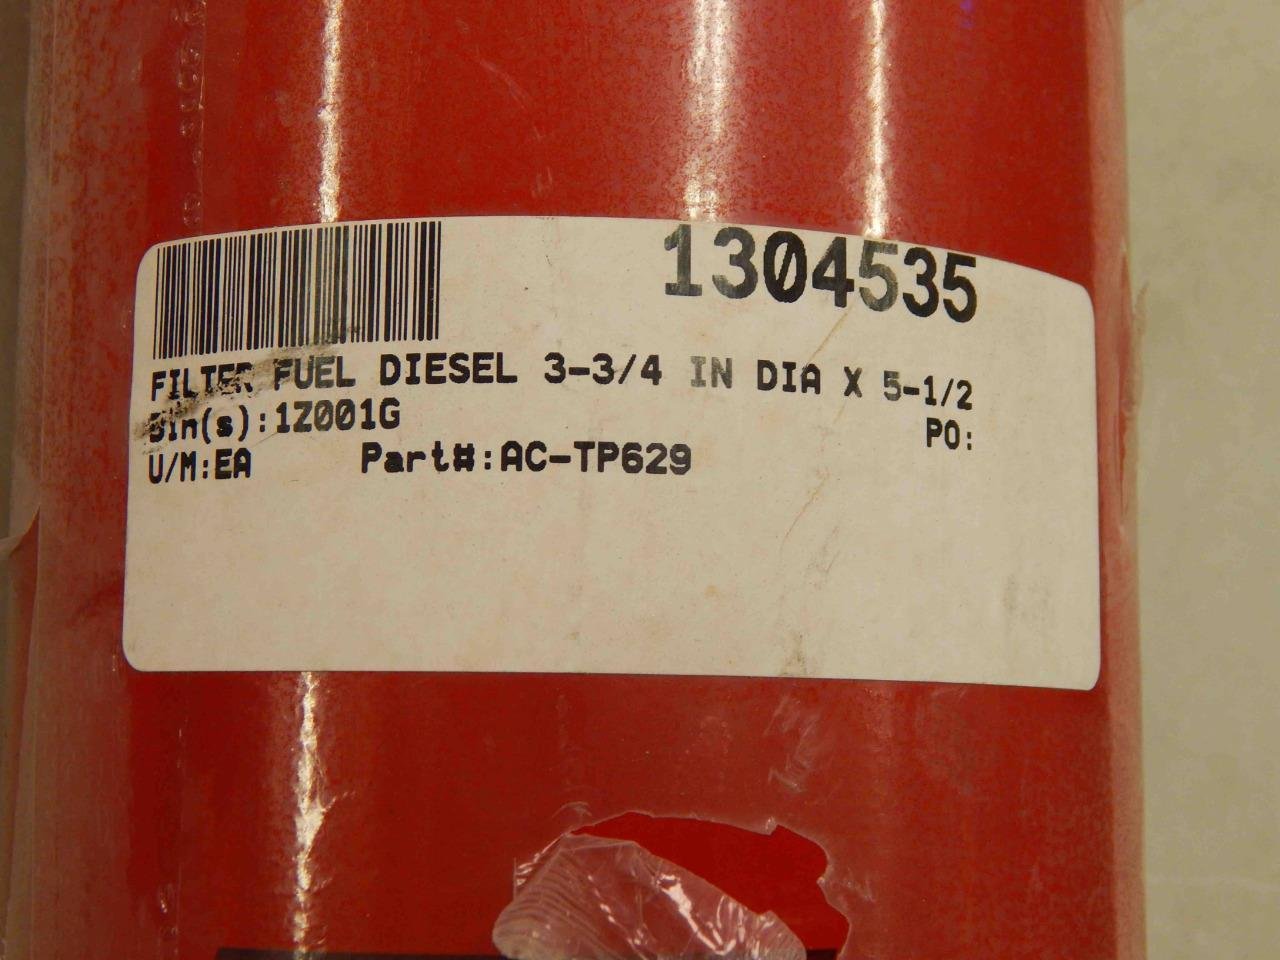 1304535
FILTER FUEL DIESEL 3-3/4 IN DIA X 5-1/2
Bin(s):1Z001G PO:
U/M:EA Part#:AC-TP629